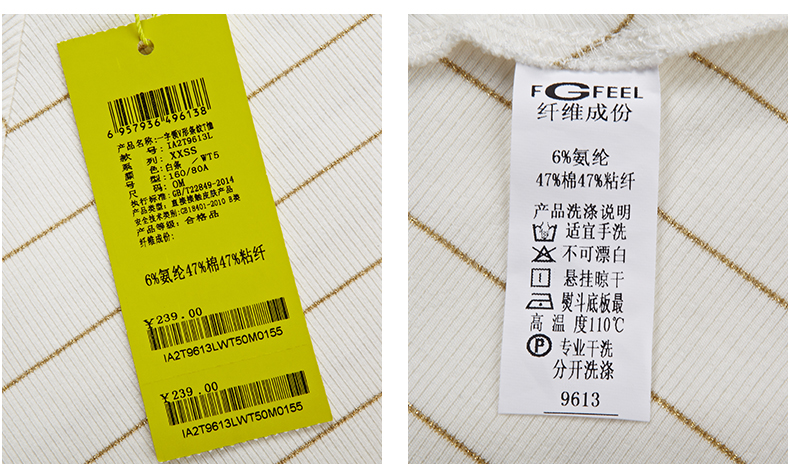 6 957936 496138
产品名称:一字领V形条纹T恤
款 号:IA2T9613L
系 列:XXSS
颜 色:白条 / WT5
型:160/80A
尺 码:0M
执行标准:GB/T22849-2014
产品类型:直接接触皮肤产品
安全技术类别:GB18401-2010 B类
产品等级:合格品
纤维成份:
6%氨纶47%棉47%粘纤
¥239.00
IA2T9613LWT50M0155
¥239.00
IA2T9613LWT50M0155
FGFEEL
纤维成份
6%氨纶
47%棉47%粘纤
产品洗涤说明
适宜手洗
不可漂白
悬挂晾干
熨斗底板最
高 温 度110℃
P 专业干洗
分开洗涤
9613